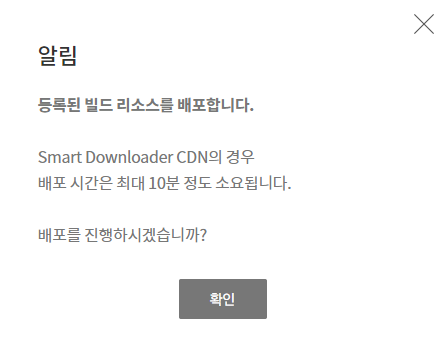 알림
등록된 빌드 리소스를 배포합니다.
Smart Downloader CDN의 경우
배포 시간은 최대 10분 정도 소요됩니다.
배포를 진행하시겠습니까?
확인